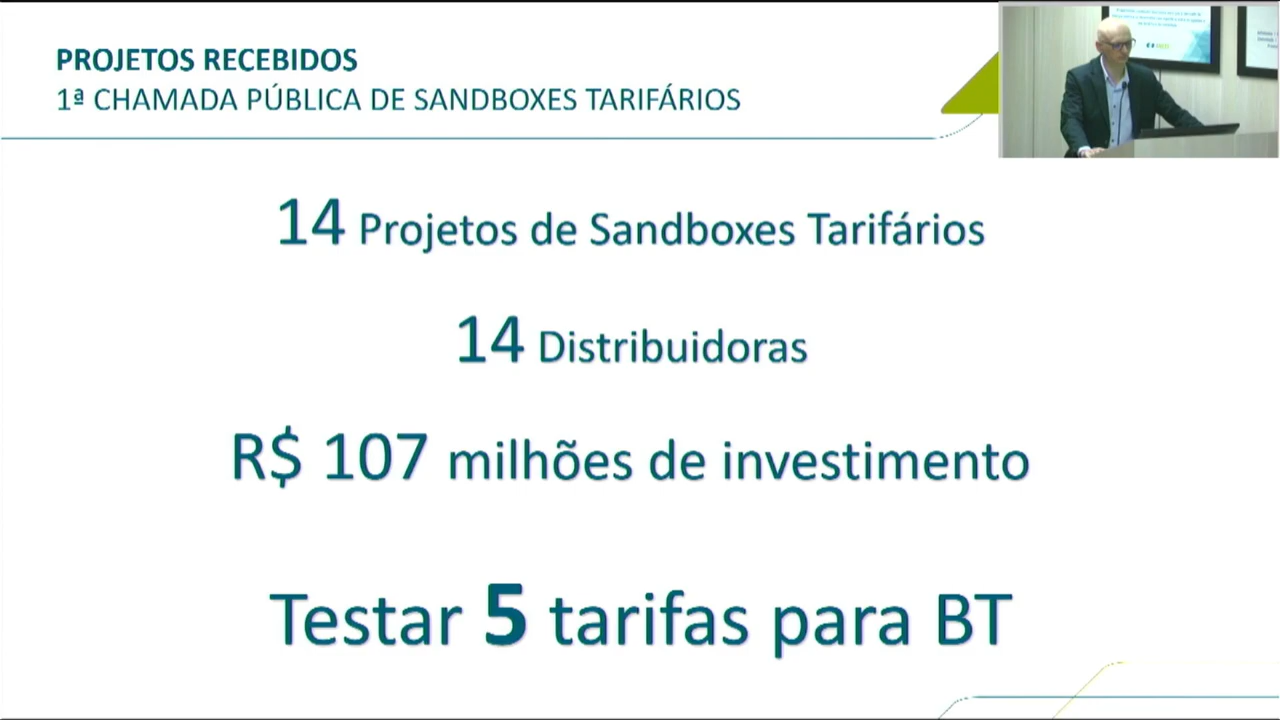 PROJETOS RECEBIDOS
1ª CHAMADA PÚBLICA DE SANDBOXES TARIFÁRIOS
14 Projetos de Sandboxes Tarifários
14 Distribuidoras
R$ 107 milhões de investimento
Testar 5 tarifas para BT